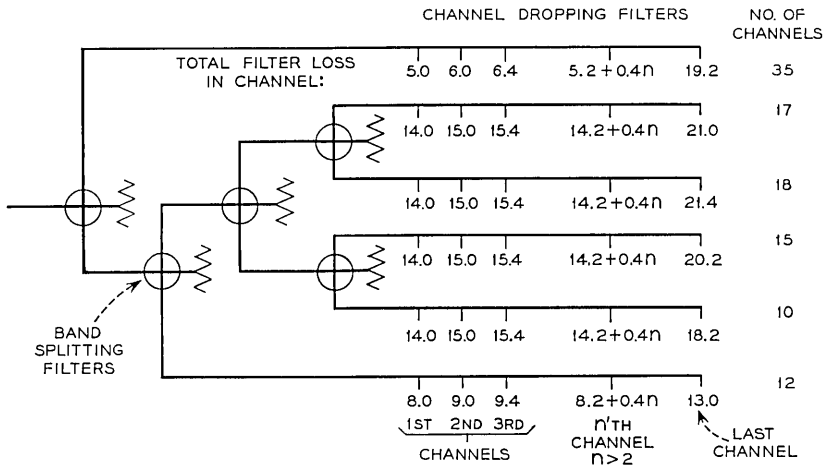 CHANNEL DROPPING FILTERS
NO. OF
CHANNELS
TOTAL FILTER LOSS
IN CHANNEL:
5.0 6.0 6.4 5.2+0.4n 19.2 35
17
14.0 15.0 15.4 14.2+0.4n 21.0
18
14.0 15.0 15.4 14.2+0.4n 21.4
15
14.0 15.0 15.4 14.2+0.4n 20.2
10
14.0 15.0 15.4 14.2+0.4n 18.2
12
8.0 9.0 9.4 8.2+0.4n 13.0
BAND
SPLITTING
FILTERS
1ST 2ND 3RD
CHANNELS
n'TH
CHANNEL
n>2
LAST
CHANNEL